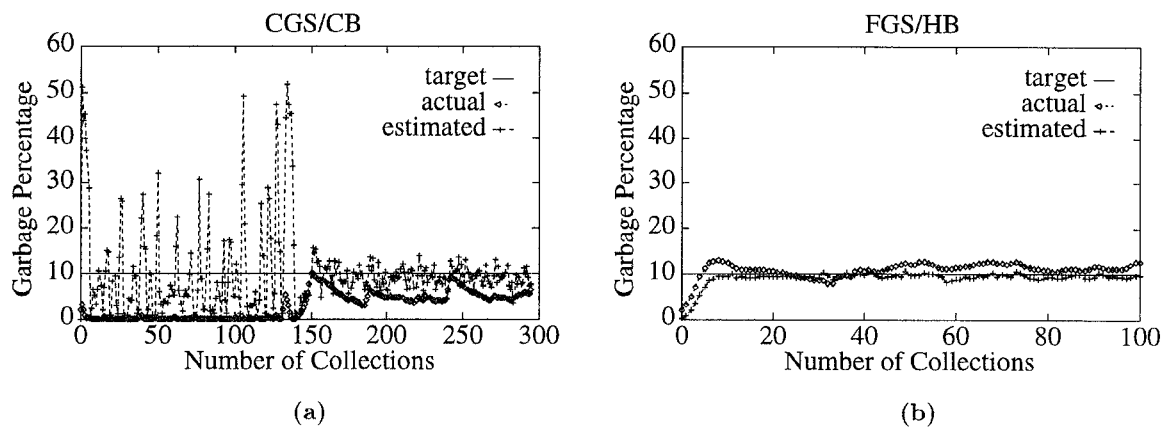 CGS/CB
60
50
40
30
20
10
0
Garbage Percentage
target
actual
estimated
0 50 100 150 200 250 300
Number of Collections
(a)
FGS/HB
60
50
40
30
20
10
0
Garbage Percentage
target
actual
estimated
0 20 40 60 80 100
Number of Collections
(b)